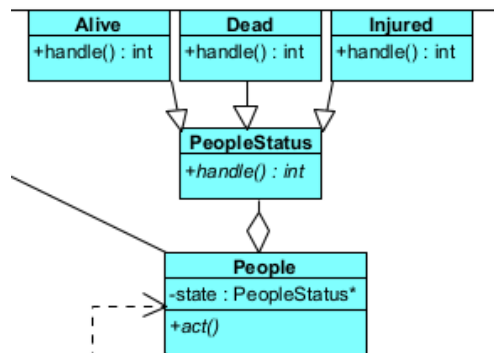 Alive
+handle() : int
Dead
+handle() : int
Injured
+handle() : int
PeopleStatus
+handle() : int
People
-state : PeopleStatus*
+act()